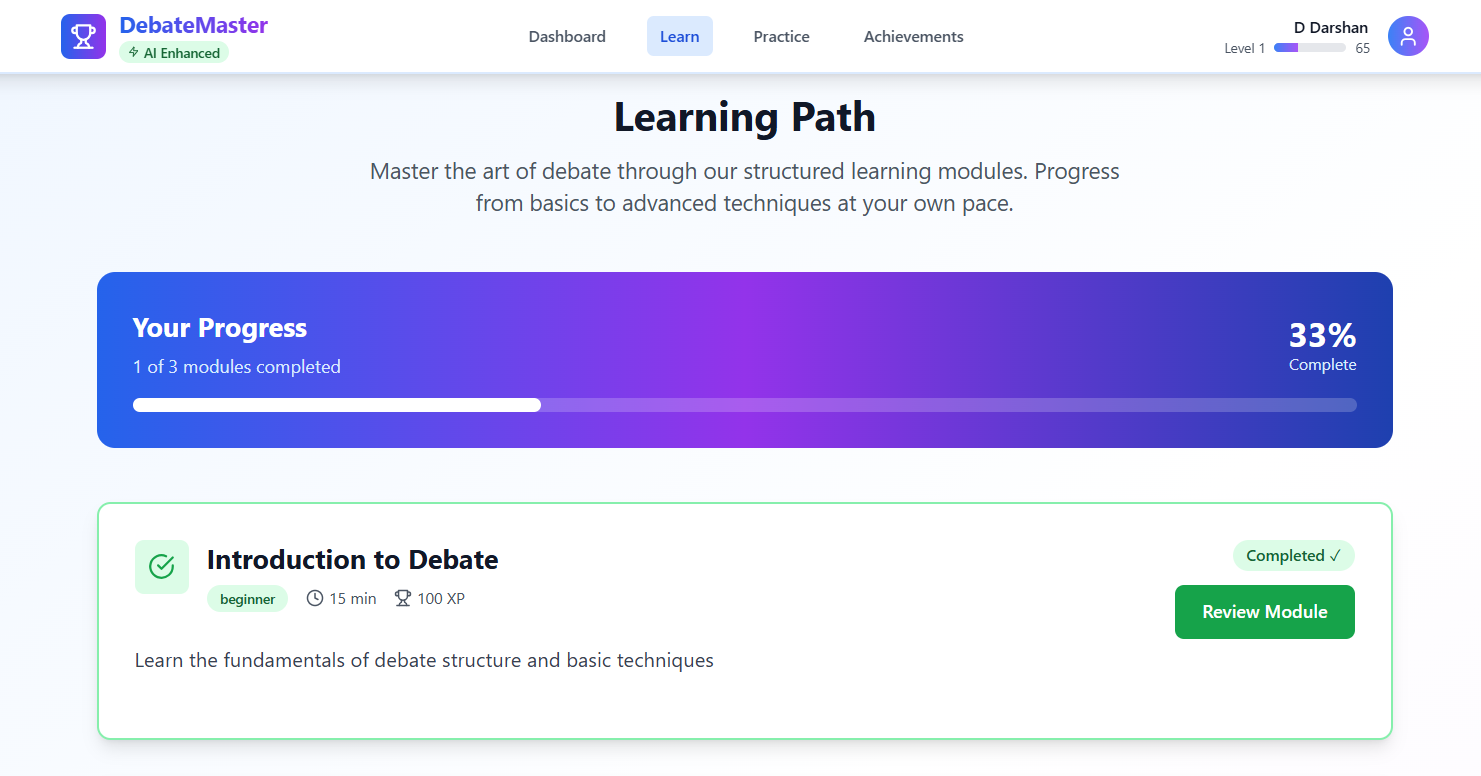 DebateMaster
AI Enhanced
Dashboard
Learn
Practice
Achievements
D Darshan
Level 1
65
Learning Path
Master the art of debate through our structured learning modules. Progress
from basics to advanced techniques at your own pace.
Your Progress
1 of 3 modules completed
33%
Complete
Introduction to Debate
beginner
15 min
100 XP
Completed ✓
Review Module
Learn the fundamentals of debate structure and basic techniques